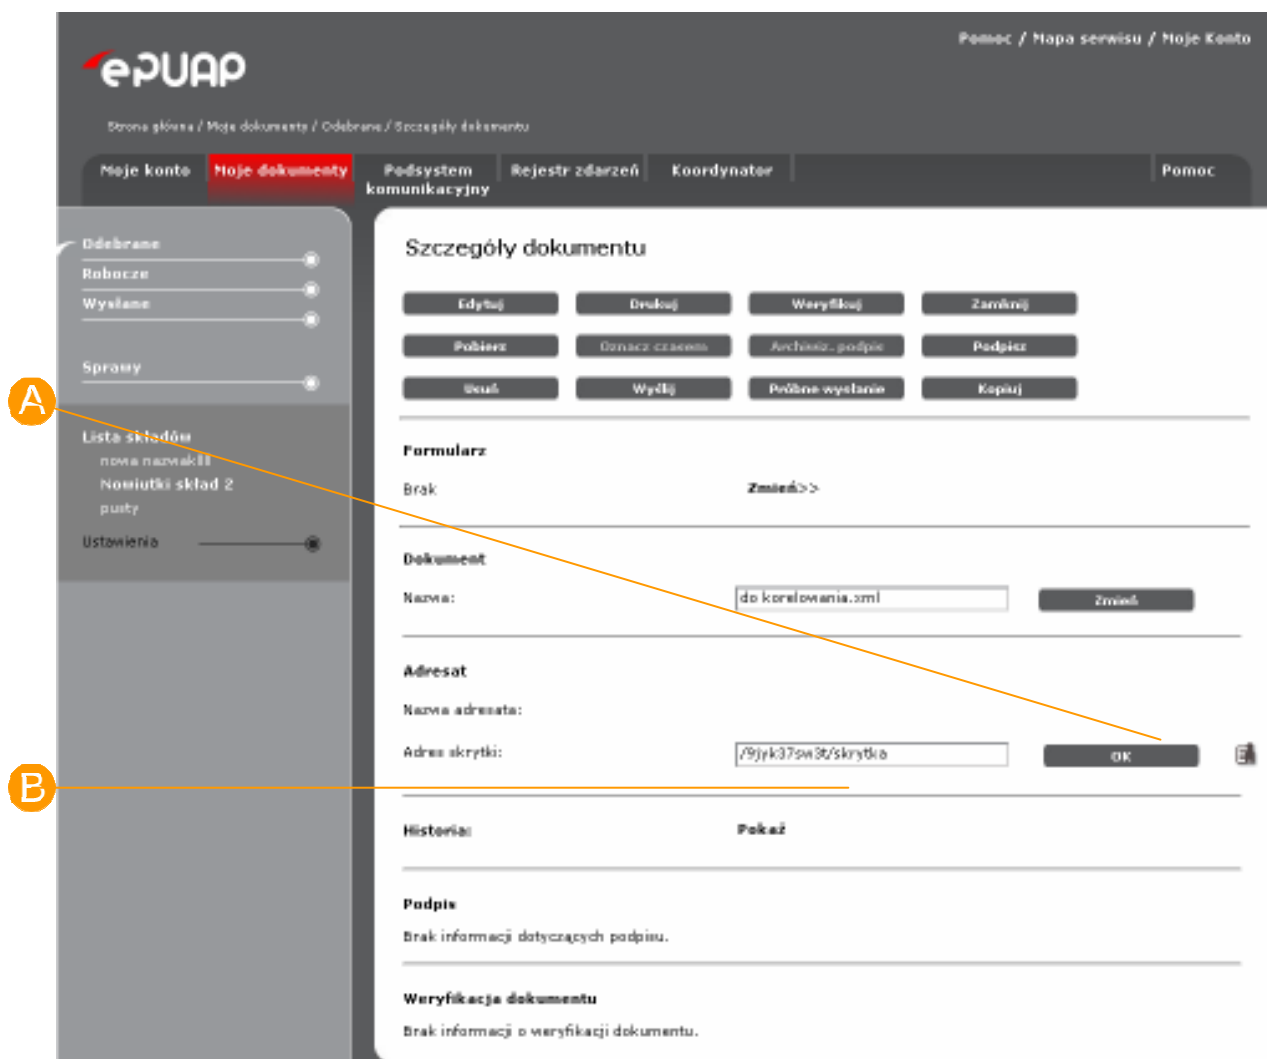 Pomoc / Mapa serwisu / Moje Konto
ePUAP
Strona główna / Moje dokumenty / Odebrane / Szczegóły dokumentu
Moje konto
Moje dokumenty
Podsystem
komunikacyjny
Rejestr zdarzeń
Koordynator
Pomoc
Odebrane
Robocze
Wysłane
Sprawy
A
Lista składów
nowa nazwaklll
Nowiutki skład 2
pusty
Ustawienia
B
Szczegóły dokumentu
Edytuj
Drukuj
Weryfikuj
Zamknij
Pobierz
Oznacz czasem
Archiwiz. podpis
Podpisz
Usuń
Wyślij
Próbne wysłanie
Kopiuj
Formularz
Brak
Zmień>>
Dokument
Nazwa:
do korelowania.xml
Zmień
Adresat
Nazwa adresata:
Adres skrytki:
/9jyk37sw3t/skrytka
OK
Historia:
Pokaż
Podpis
Brak informacji dotyczących podpisu.
Weryfikacja dokumentu
Brak informacji o weryfikacji dokumentu.